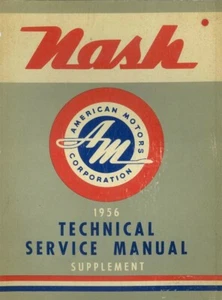 Nash
AMERICAN MOTORS
AM
CORPORATION
1956
TECHNICAL
SERVICE MANUAL
SUPPLEMENT